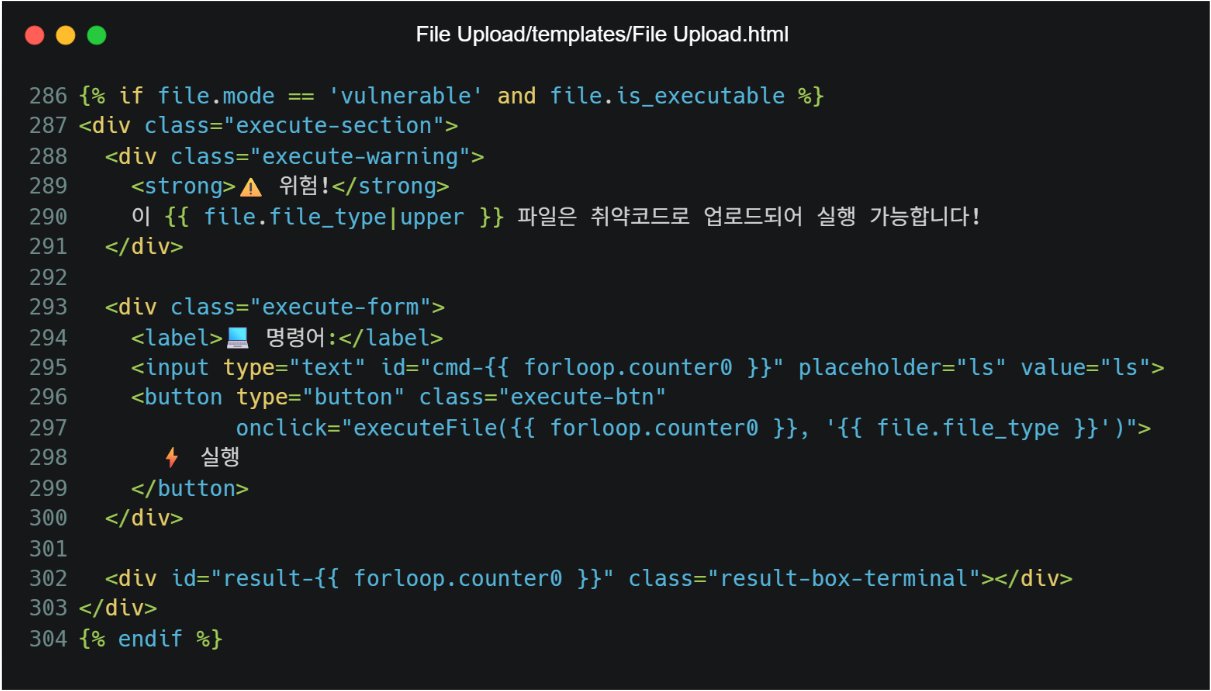 File Upload/templates/File Upload.html
286 {% if file.mode == 'vulnerable' and file.is_executable %}
287 <div class="execute-section">
288   <div class="execute-warning">
289     <strong>⚠️ 위험!</strong>
290     이 {{ file.file_type|upper }} 파일은 취약코드로 업로드되어 실행 가능합니다!
291   </div>
292
293   <div class="execute-form">
294     <label>💻 명령어:</label>
295     <input type="text" id="cmd-{{ forloop.counter0 }}" placeholder="ls" value="ls">
296     <button type="button" class="execute-btn"
297             onclick="executeFile({{ forloop.counter0 }}, '{{ file.file_type }}')">
298       ⚡ 실행
299     </button>
300   </div>
301
302   <div id="result-{{ forloop.counter0 }}" class="result-box-terminal"></div>
303 </div>
304 {% endif %}